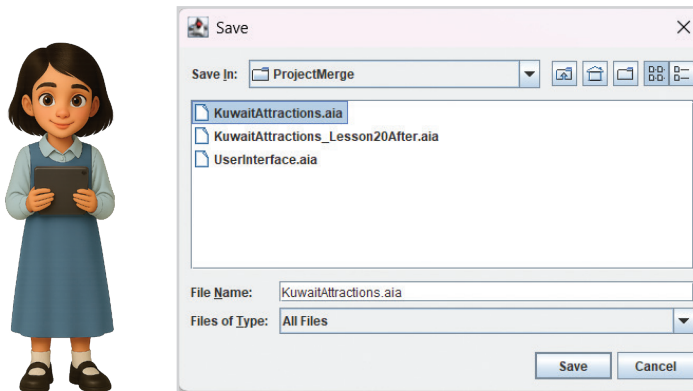 Save
Save In: ProjectMerge
KuwaitAttractions.aia
KuwaitAttractions_Lesson20After.aia
UserInterface.aia
File Name: KuwaitAttractions.aia
Files of Type: All Files
Save Cancel